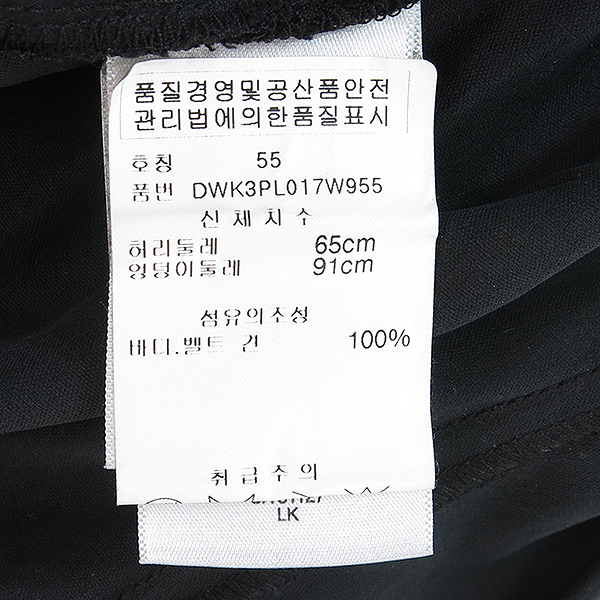 품질경영및공산품안전
관리법에의한품질표시
호칭 55
품번 DWK3PL017W955
신체치수
허리둘레 65cm
엉덩이둘레 91cm
섬유의조성
바디.벨트 견 100%
취급주의
LK